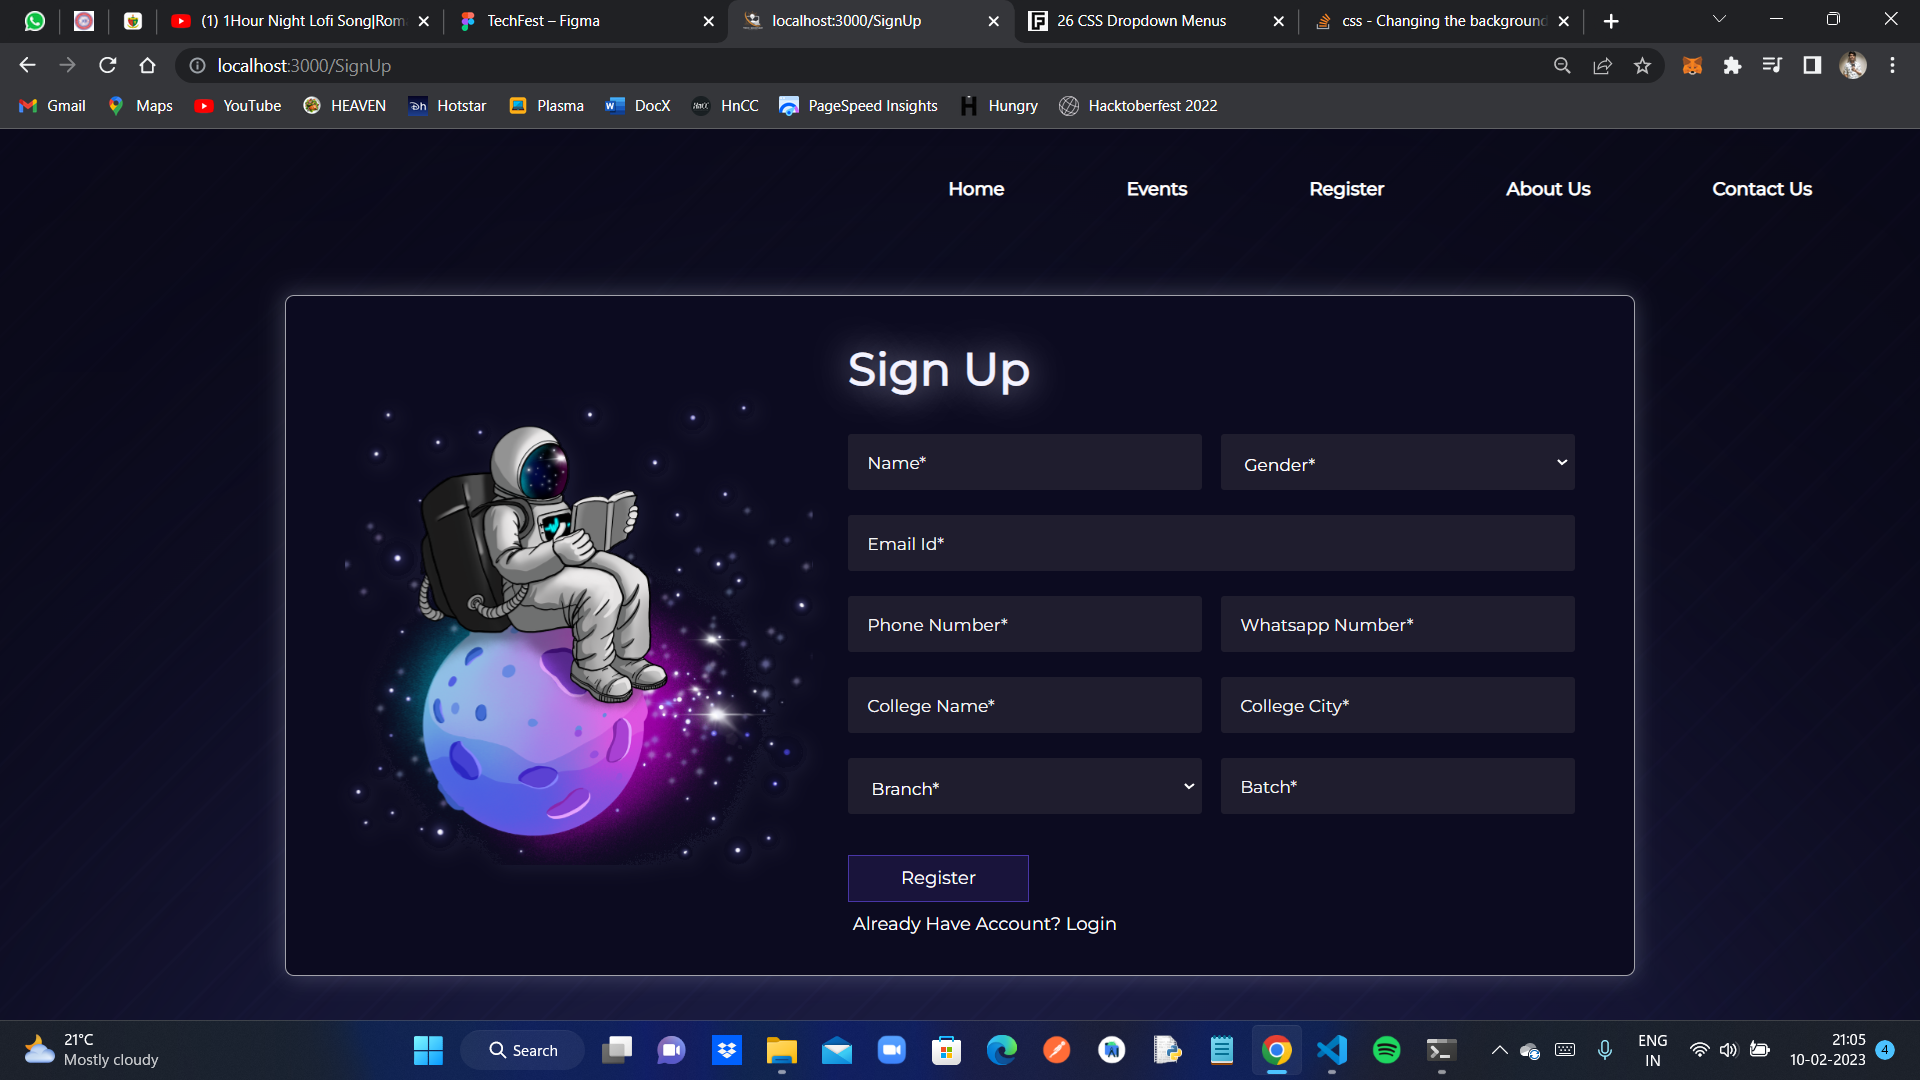 (1) 1Hour Night Lofi Song|Rom
TechFest – Figma
localhost:3000/SignUp
26 CSS Dropdown Menus
css - Changing the background
localhost:3000/SignUp
Gmail
Maps
YouTube
HEAVEN
Hotstar
Plasma
DocX
HnCC
PageSpeed Insights
Hungry
Hacktoberfest 2022
Home
Events
Register
About Us
Contact Us
Sign Up
Name*
Gender*
Email Id*
Phone Number*
Whatsapp Number*
College Name*
College City*
Branch*
Batch*
Register
Already Have Account? Login
21°C
Mostly cloudy
Search
ENG
IN
21:05
10-02-2023
4